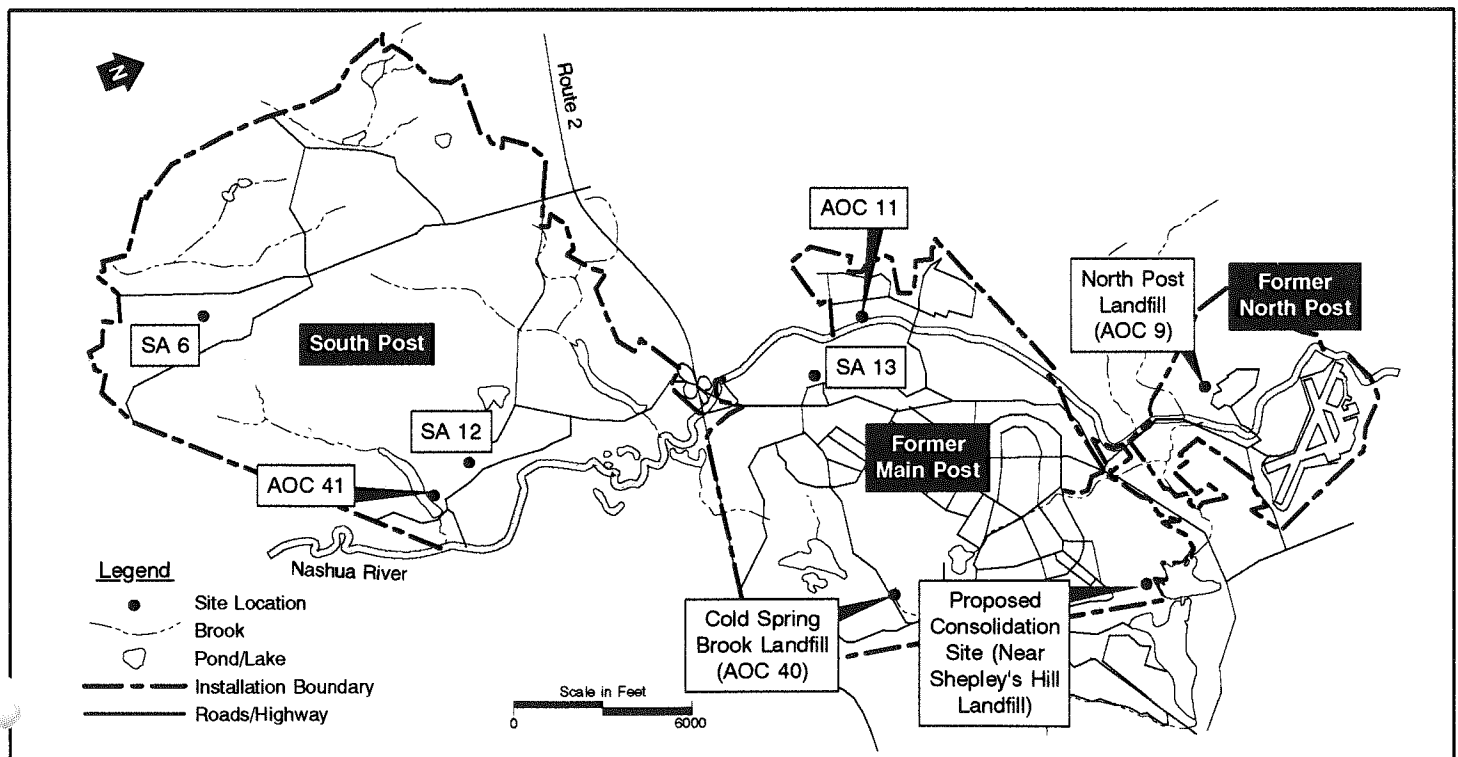 N
Route 2
AOC 11
North Post
Landfill
(AOC 9)
Former
North Post
SA 6
South Post
SA 13
SA 12
Former
Main Post
AOC 41
Nashua River
Legend
Site Location
Brook
Pond/Lake
Installation Boundary
Roads/Highway
Scale in Feet
0
6000
Cold Spring
Brook Landfill
(AOC 40)
Proposed
Consolidation
Site (Near
Shepley's Hill
Landfill)